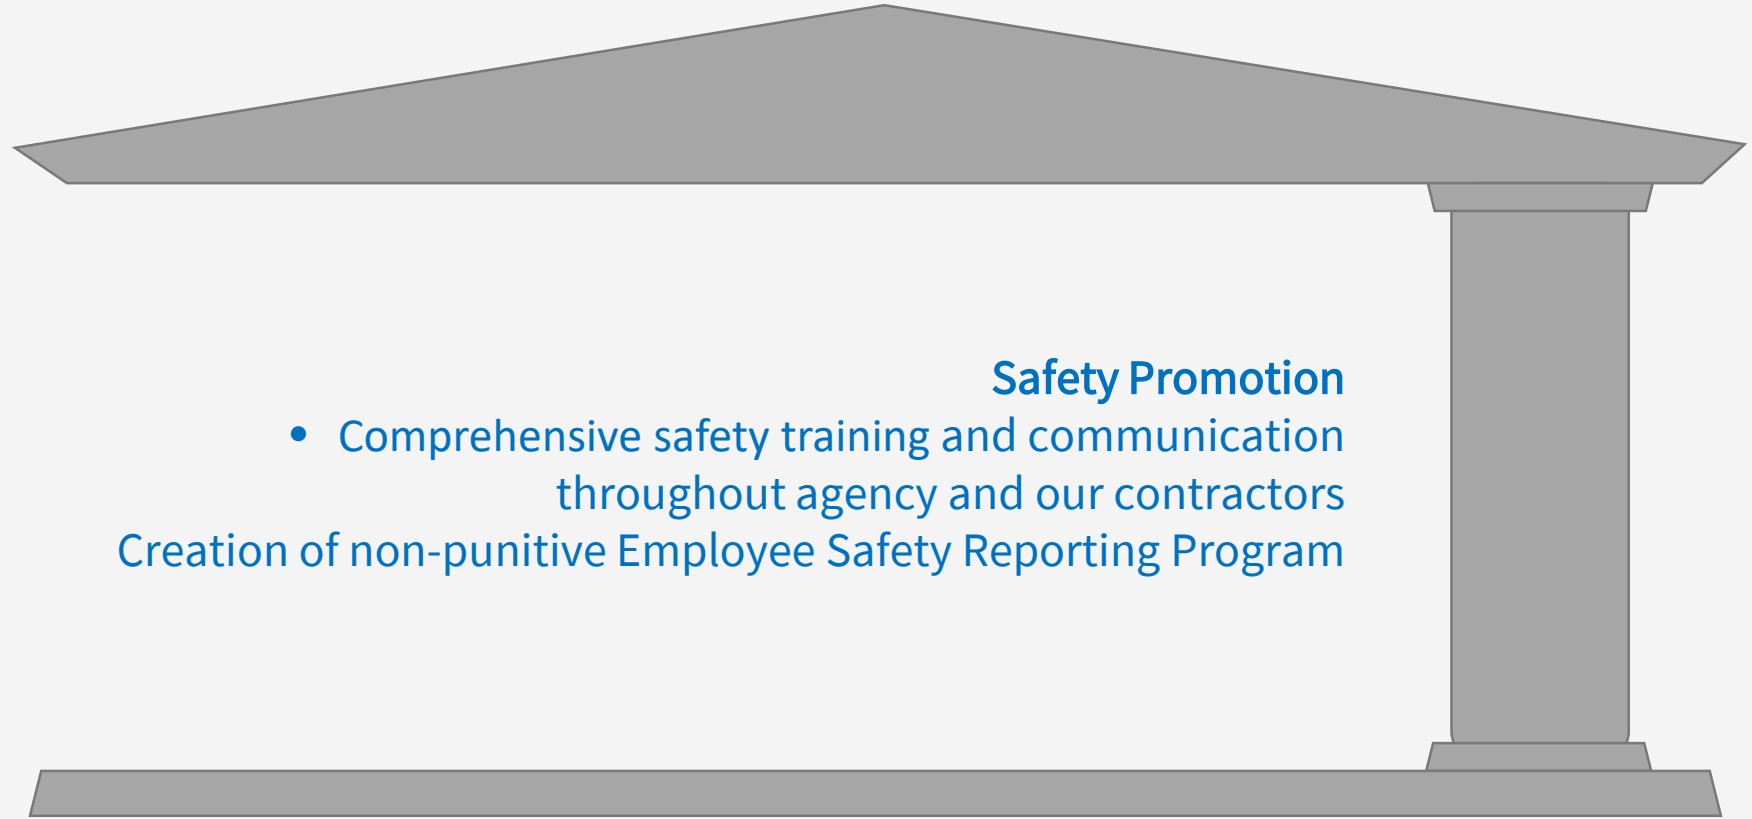 Safety Promotion
• Comprehensive safety training and communication
throughout agency and our contractors
Creation of non-punitive Employee Safety Reporting Program